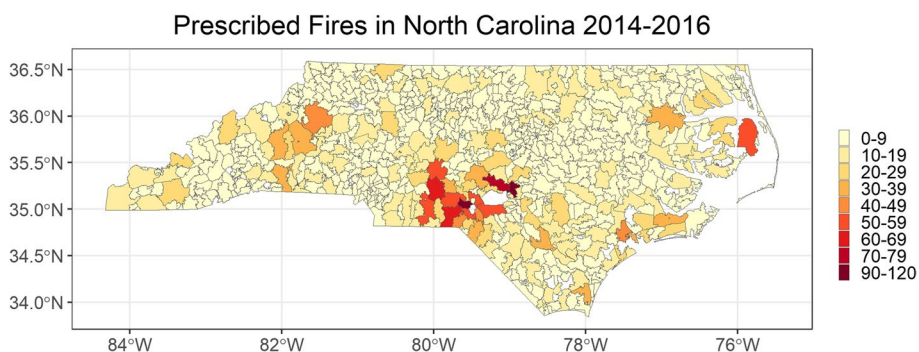 Prescribed Fires in North Carolina 2014-2016
36.5°N
36.0°N
35.5°N
35.0°N
34.5°N
34.0°N
84°W
82°W
80°W
78°W
76°W
0-9
10-19
20-29
30-39
40-49
50-59
60-69
70-79
90-120